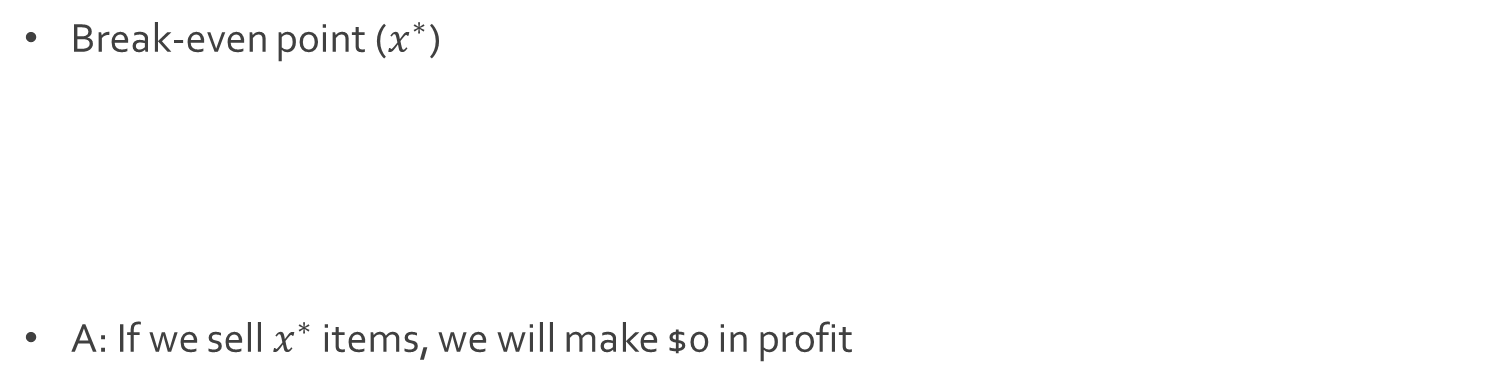 • Break-even point (x*)
• A: If we sell x* items, we will make $0 in profit